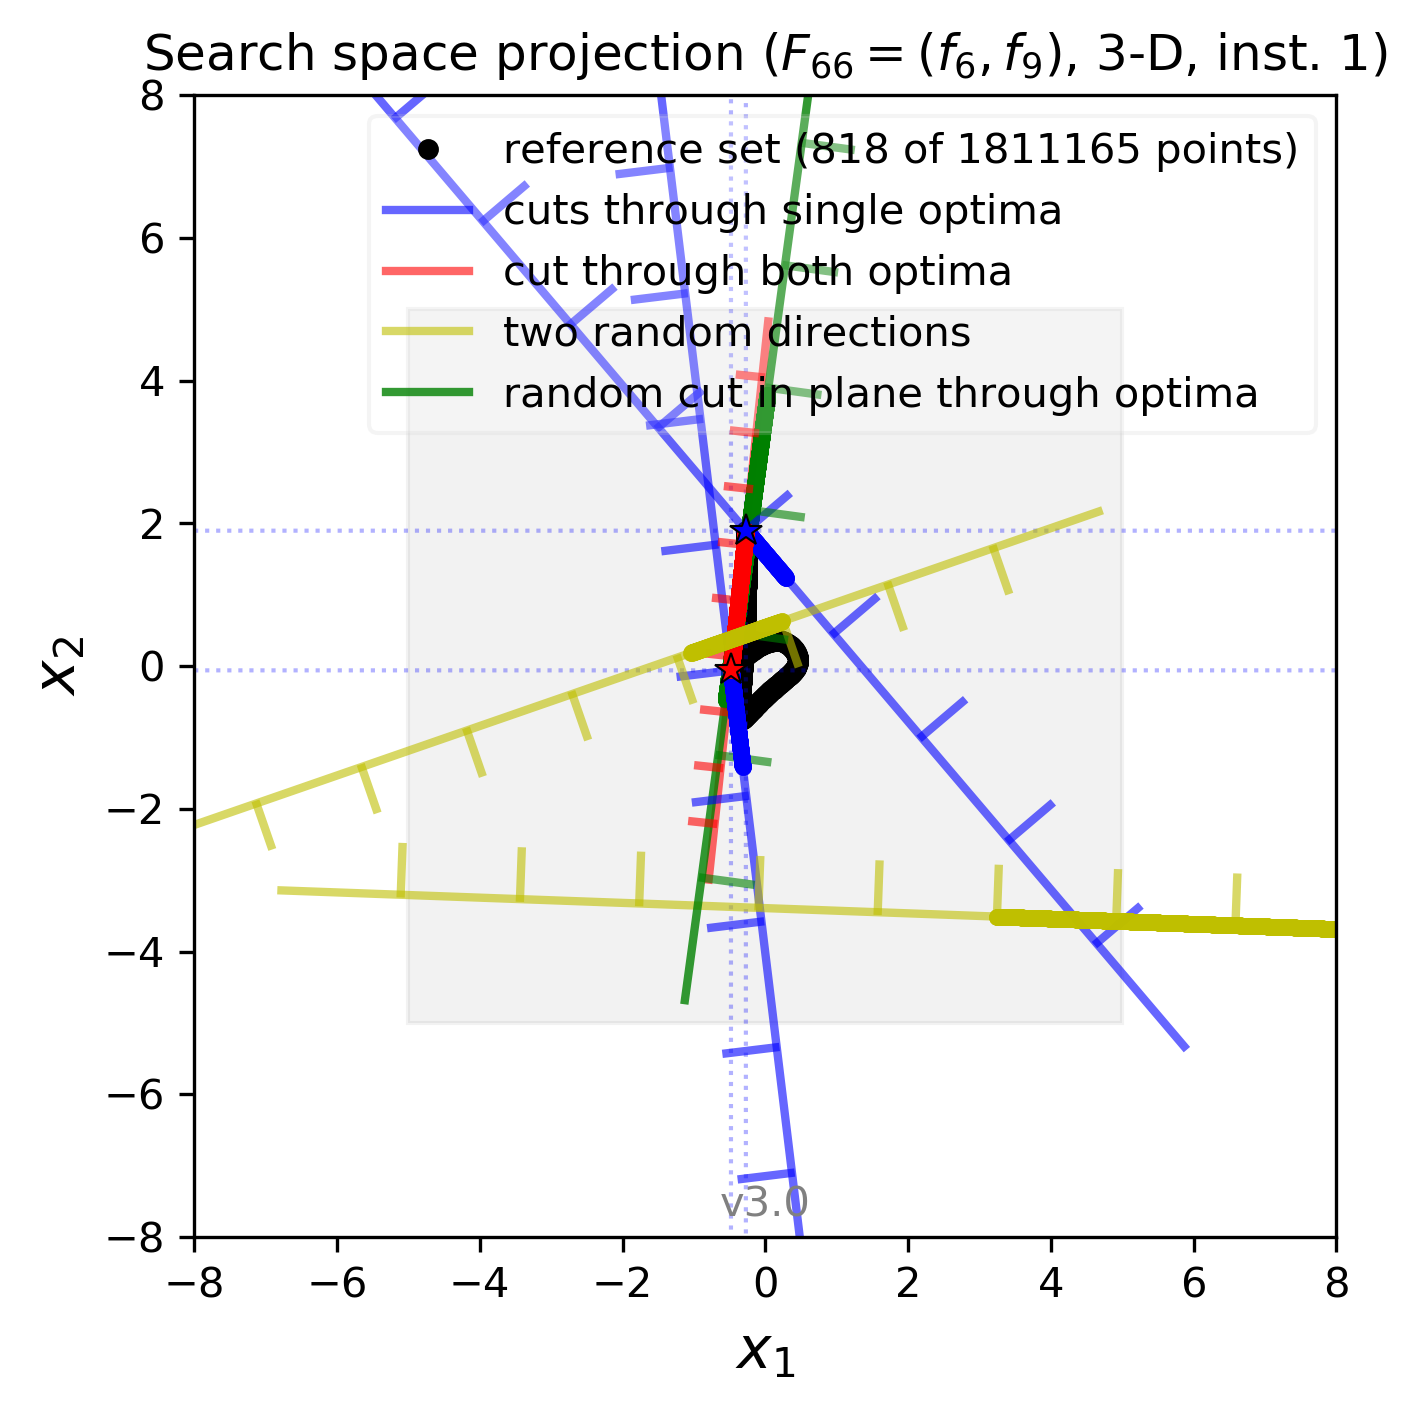 Search space projection (F₆₆ = (f₆, f₉), 3-D, inst. 1)
8
6
4
2
0
−2
−4
−6
−8
x₂
reference set (818 of 1811165 points)
cuts through single optima
cut through both optima
two random directions
random cut in plane through optima
v3.0
−8 −6 −4 −2 0 2 4 6 8
x₁